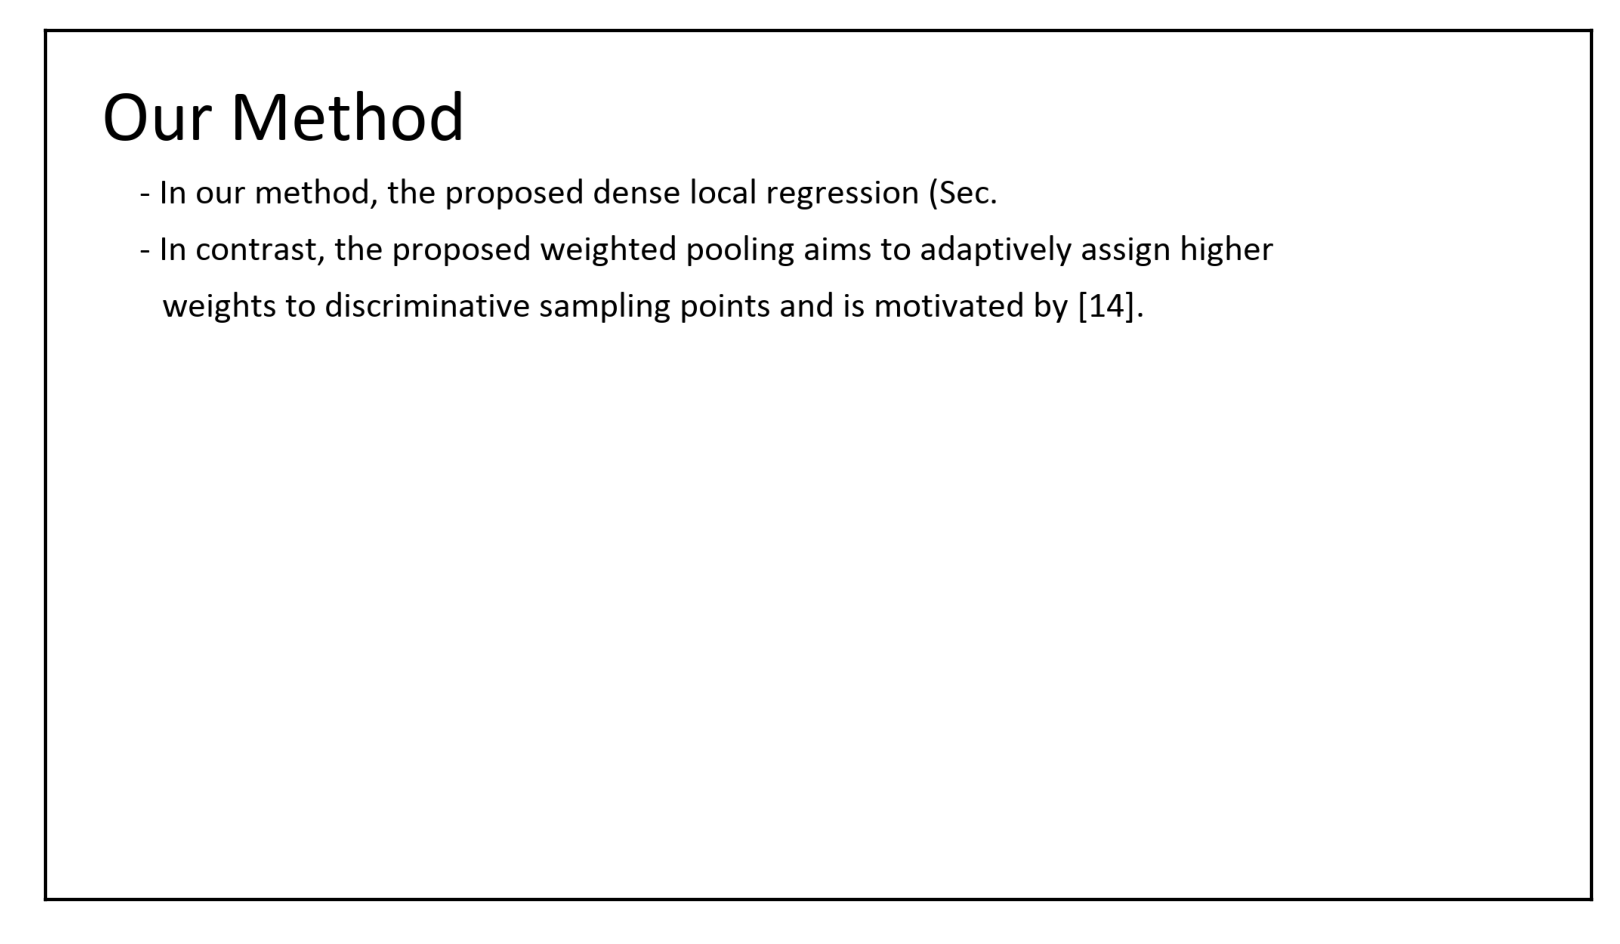 Our Method
- In our method, the proposed dense local regression (Sec.
- In contrast, the proposed weighted pooling aims to adaptively assign higher
weights to discriminative sampling points and is motivated by [14].